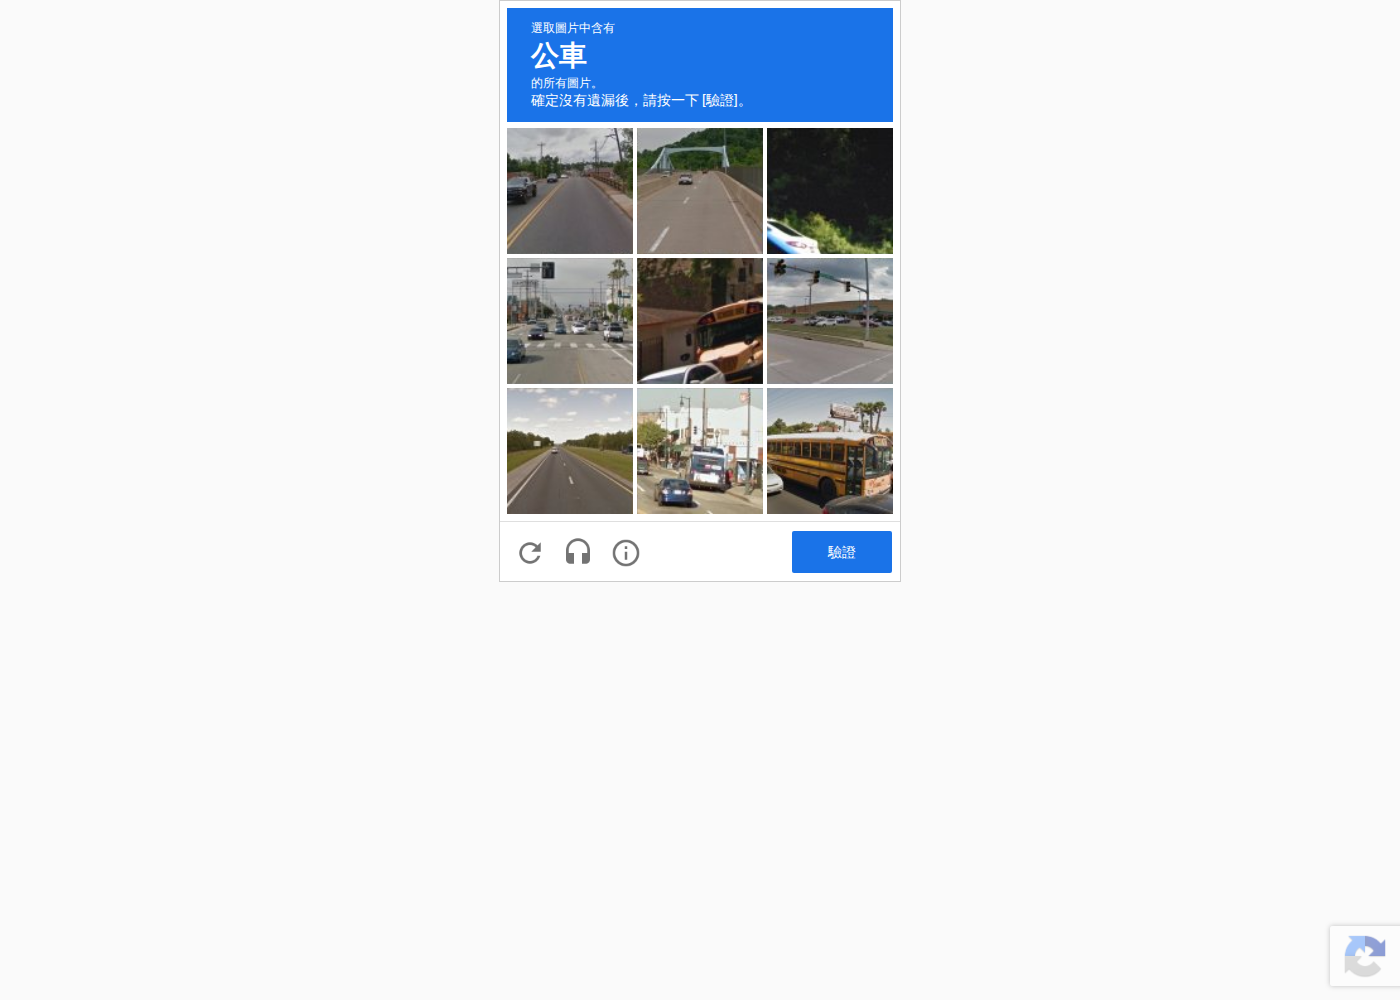 選取圖片中含有
公車
的所有圖片。
確定沒有遺漏後，請按一下 [驗證]。
驗證